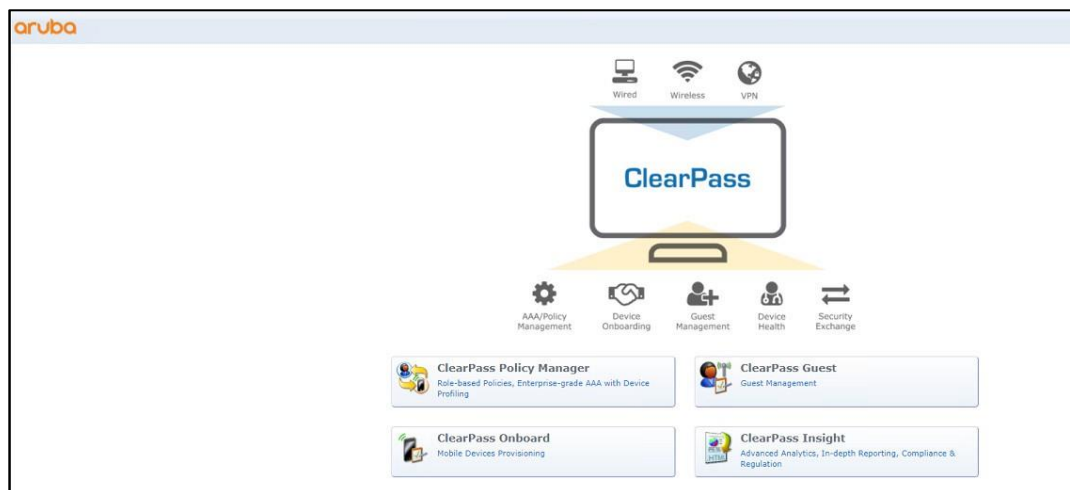 aruba
Wired Wireless VPN
ClearPass
AAA/Policy Management
Device Onboarding
Guest Management
Device Health
Security Exchange
ClearPass Policy Manager
Role-based Policies, Enterprise-grade AAA with Device
Profiling
ClearPass Guest
Guest Management
ClearPass Onboard
Mobile Devices Provisioning
ClearPass Insight
Advanced Analytics, In-depth Reporting, Compliance &
Regulation